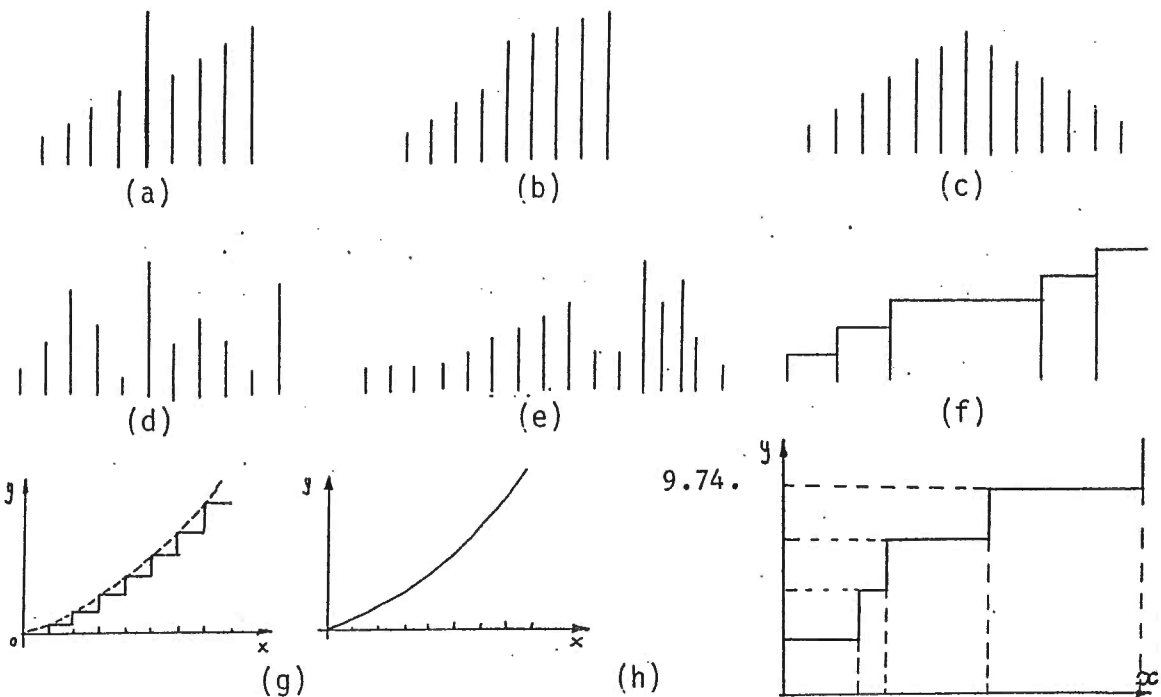 (a) (b) (c)
(d) (e) (f)
y y 9.74. y
o x (g) x (h) x